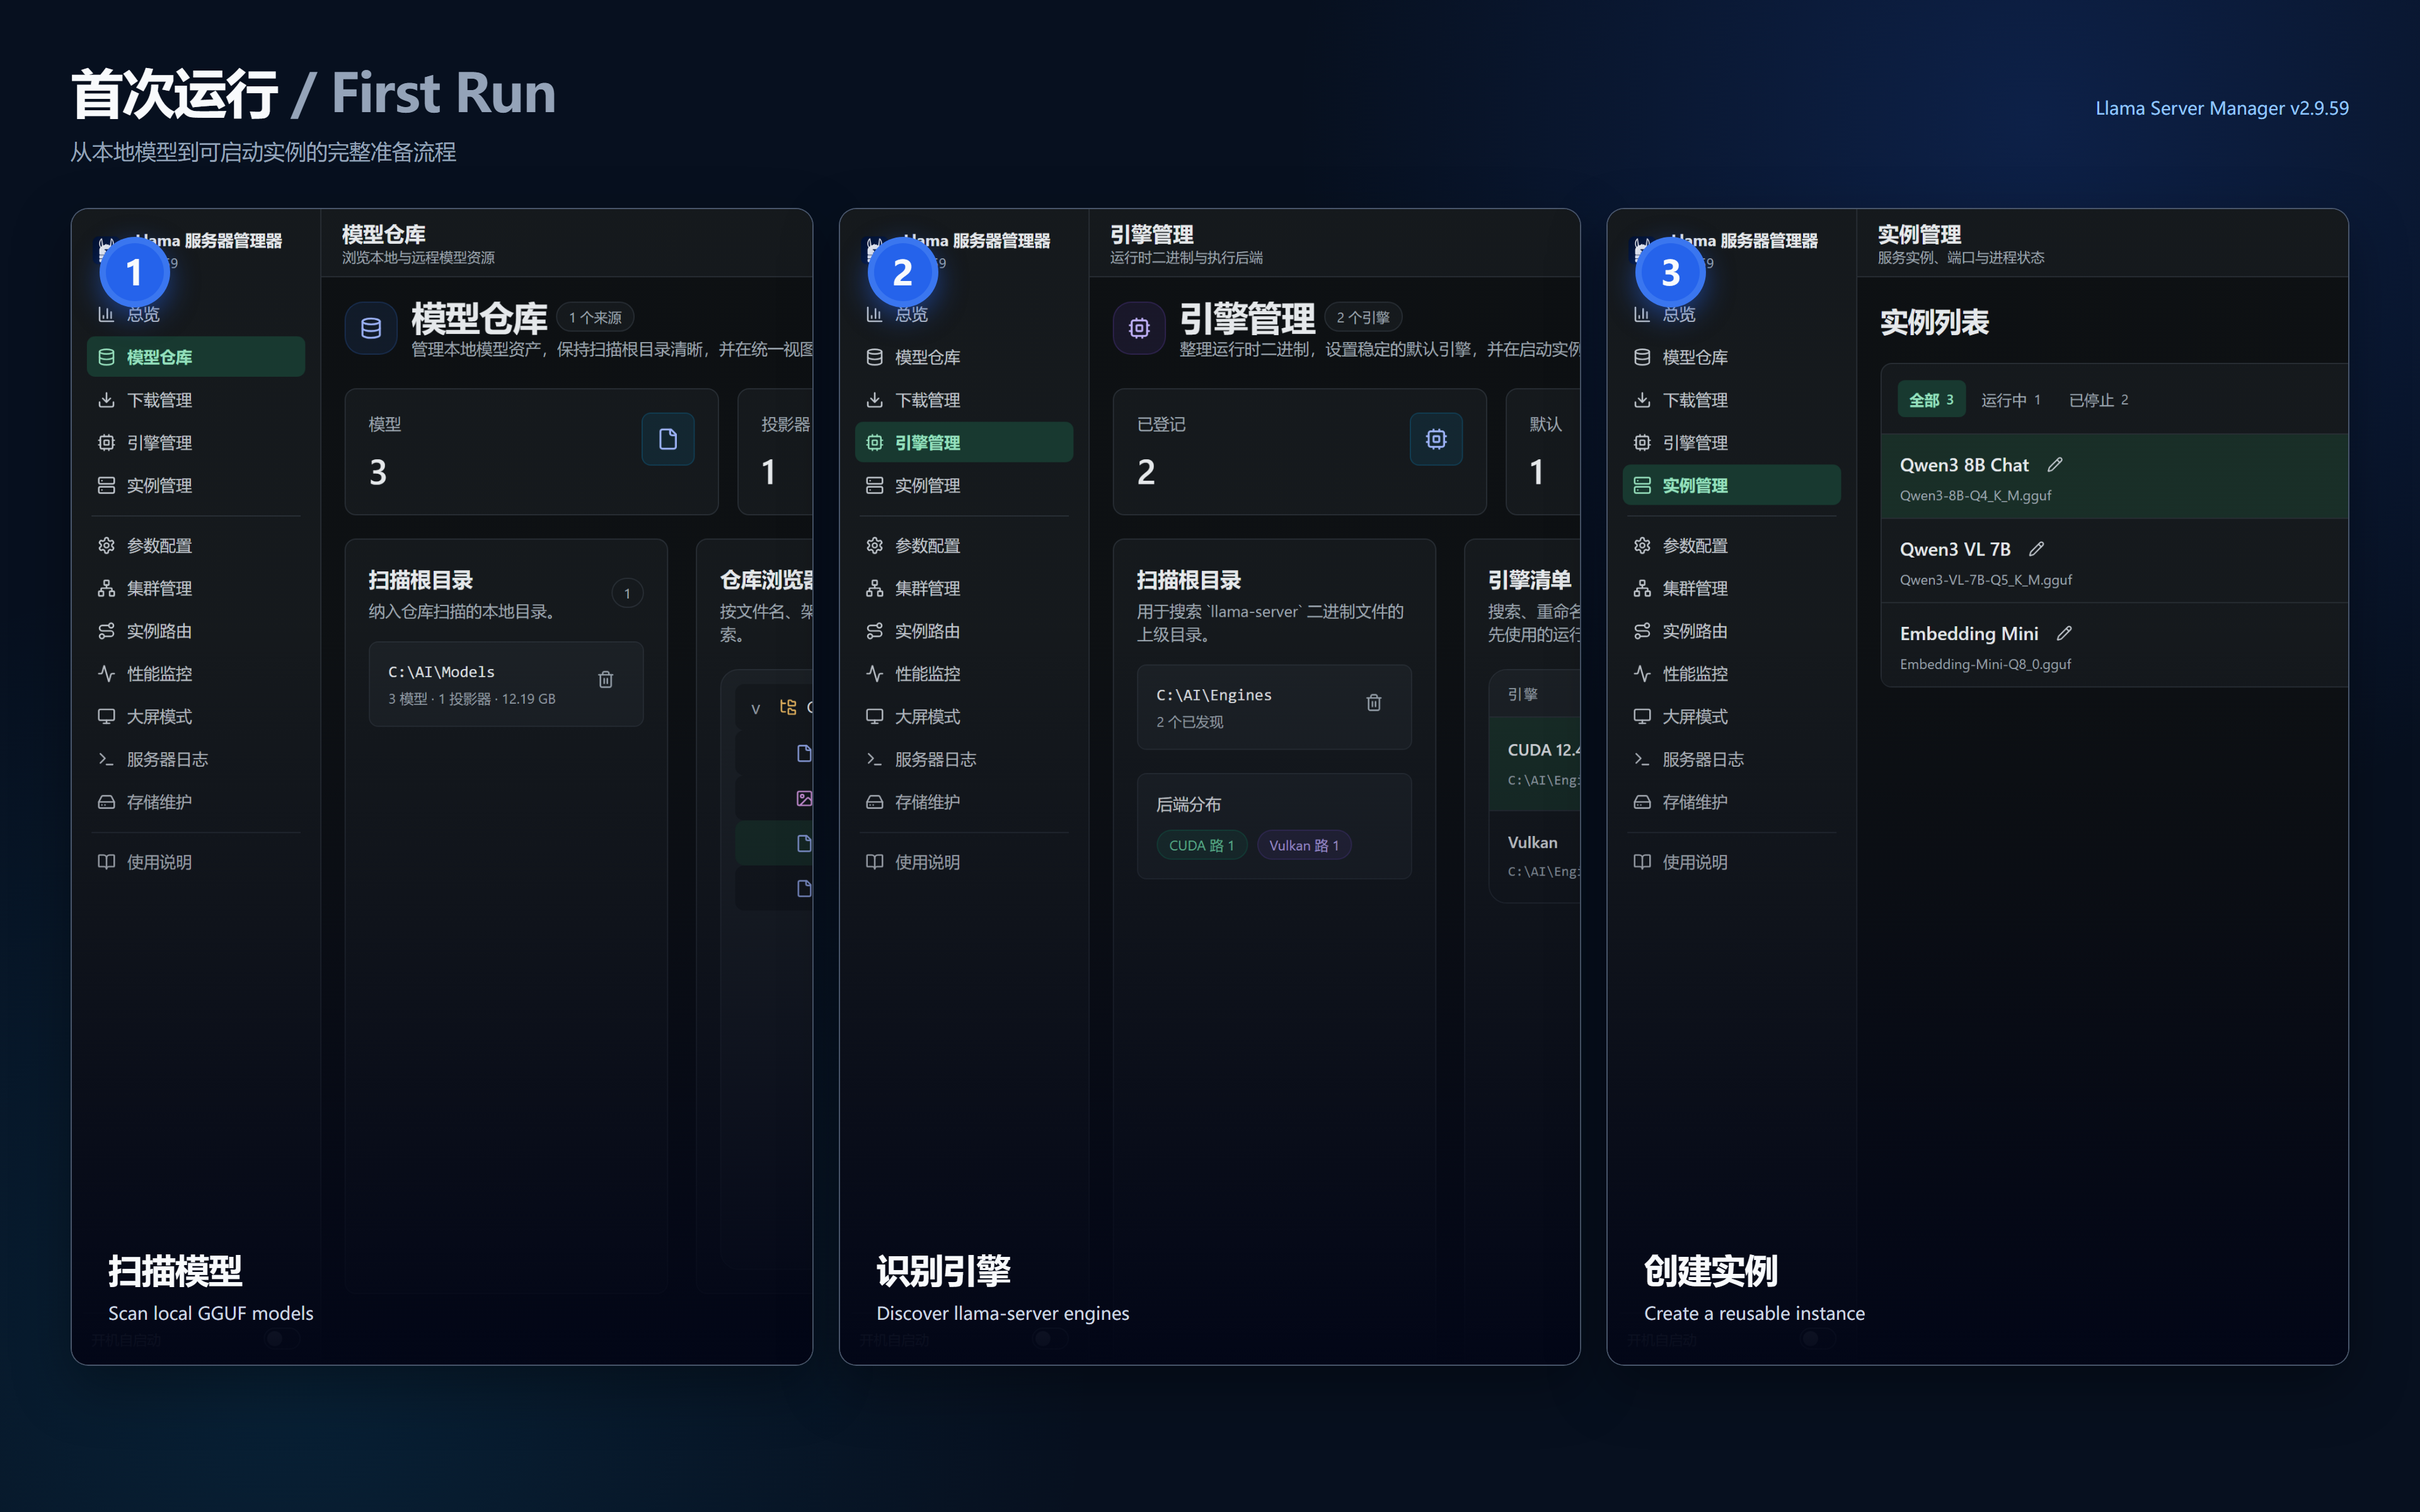 首次运行 / First Run
Llama Server Manager v2.9.59
从本地模型到可启动实例的完整准备流程
服务器管理器
1
总览
模型仓库
下载管理
引擎管理
实例管理
参数配置
集群管理
实例路由
性能监控
大屏模式
服务器日志
存储维护
使用说明
模型仓库
浏览本地与远程模型资源
模型仓库
1 个来源
管理本地模型资产，保持扫描根目录清晰，并在统一视图
模型
3
投影器
1
扫描根目录
1
纳入仓库扫描的本地目录。
C:\AI\Models
3 模型 · 1 投影器 · 12.19 GB
仓库浏览器
按文件名、架
索。
扫描模型
Scan local GGUF models
服务器管理器
2
总览
模型仓库
下载管理
引擎管理
实例管理
参数配置
集群管理
实例路由
性能监控
大屏模式
服务器日志
存储维护
使用说明
引擎管理
运行时二进制与执行后端
引擎管理
2 个引擎
整理运行时二进制，设置稳定的默认引擎，并在启动实例
已登记
2
默认
1
扫描根目录
用于搜索 `llama-server` 二进制文件的
上级目录。
C:\AI\Engines
2 个已发现
后端分布
CUDA 路 1
Vulkan 路 1
引擎清单
搜索、重命名
先使用的运行
引擎
CUDA 12.4
C:\AI\Eng
Vulkan
C:\AI\Eng
识别引擎
Discover llama-server engines
服务器管理器
3
总览
模型仓库
下载管理
引擎管理
实例管理
参数配置
集群管理
实例路由
性能监控
大屏模式
服务器日志
存储维护
使用说明
实例管理
服务实例、端口与进程状态
实例列表
全部 3
运行中 1
已停止 2
Qwen3 8B Chat
Qwen3-8B-Q4_K_M.gguf
Qwen3 VL 7B
Qwen3-VL-7B-Q5_K_M.gguf
Embedding Mini
Embedding-Mini-Q8_0.gguf
创建实例
Create a reusable instance